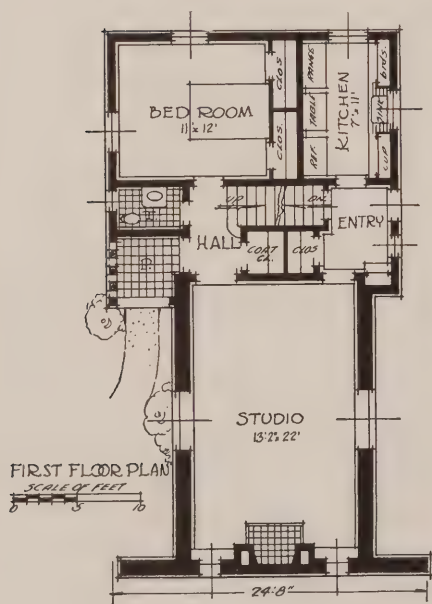 BED ROOM
11'x 12'
CLOS
CLOS.
RANGE
TABLE
REF.
KITCHEN
7'x 11'
SINK
CUP
UP
DN.
HALL
ENTRY
COAT
CL.
CLOS
STUDIO
13'2"x 22'
FIRST FLOOR PLAN
SCALE OF FEET
0 5 10
24'-8"